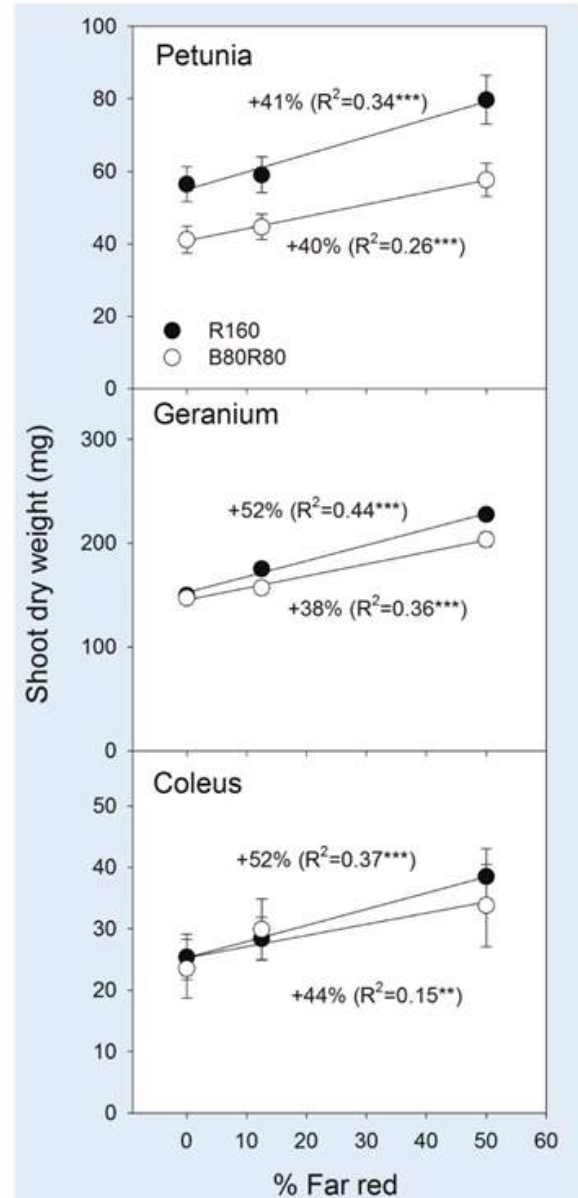 Shoot dry weight (mg)
Petunia
100
80
60
40
20
0
+41% (R²=0.34***)
+40% (R²=0.26***)
R160
B80R80
Geranium
300
200
100
0
+52% (R²=0.44***)
+38% (R²=0.36***)
Coleus
50
40
30
20
10
0
+52% (R²=0.37***)
+44% (R²=0.15**)
0 10 20 30 40 50 60
% Far red